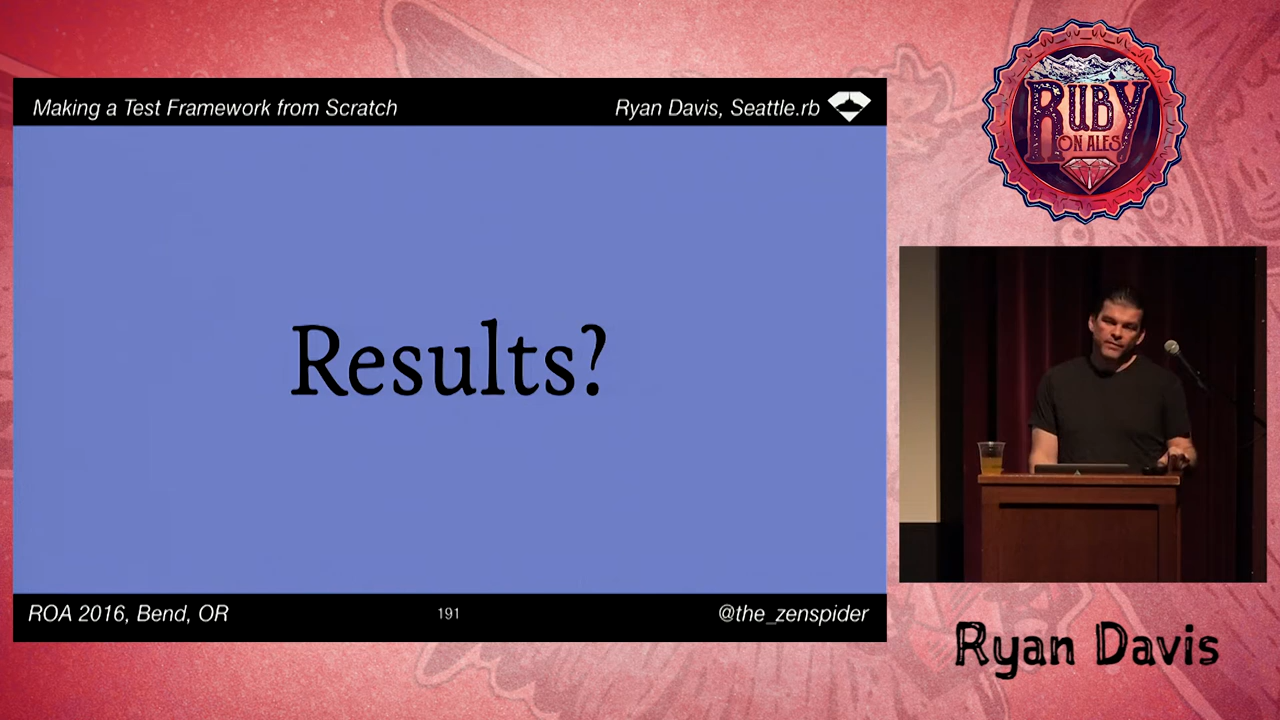 Making a Test Framework from Scratch
Ryan Davis, Seattle.rb
Results?
ROA 2016, Bend, OR
191
@the_zenspider
RUBY
ON ALES
Ryan Davis